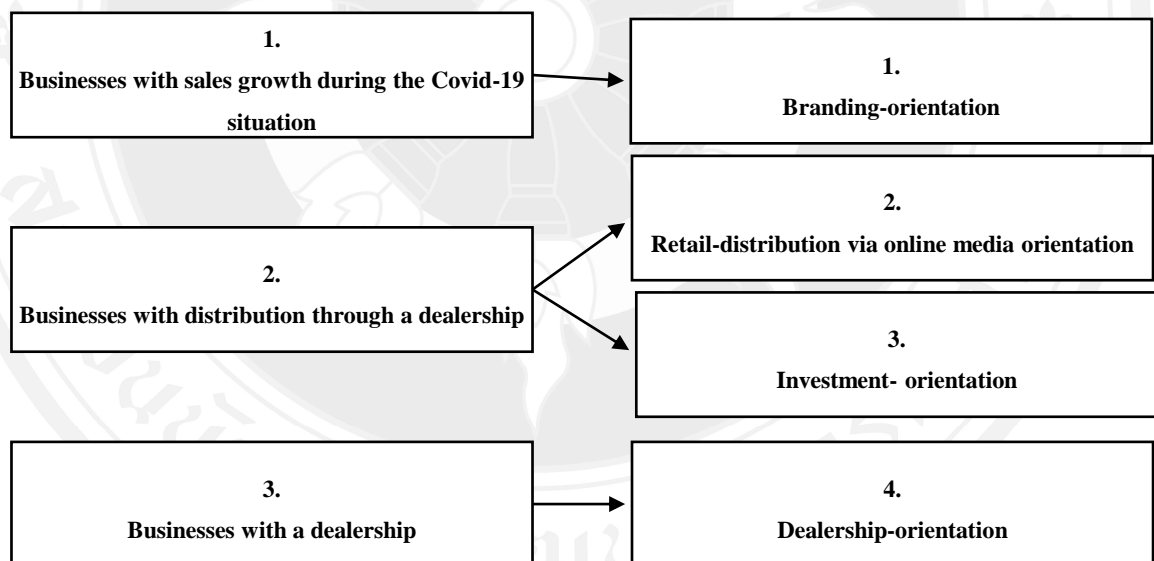 1.
Businesses with sales growth during the Covid-19
situation
1.
Branding-orientation
2.
Businesses with distribution through a dealership
2.
Retail-distribution via online media orientation
3.
Investment- orientation
3.
Businesses with a dealership
4.
Dealership-orientation